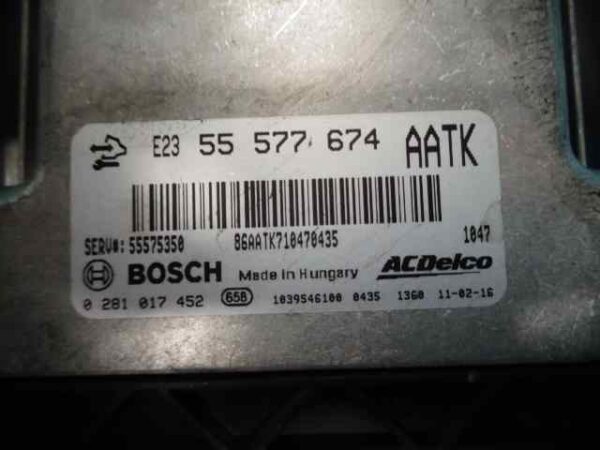 E23 55 577 674 AATK
SERV#: 55575350 86AATK710470435 1047
BOSCH Made in Hungary ACDelco
0 281 017 452 658 1039S46100 0435 1360 11-02-16